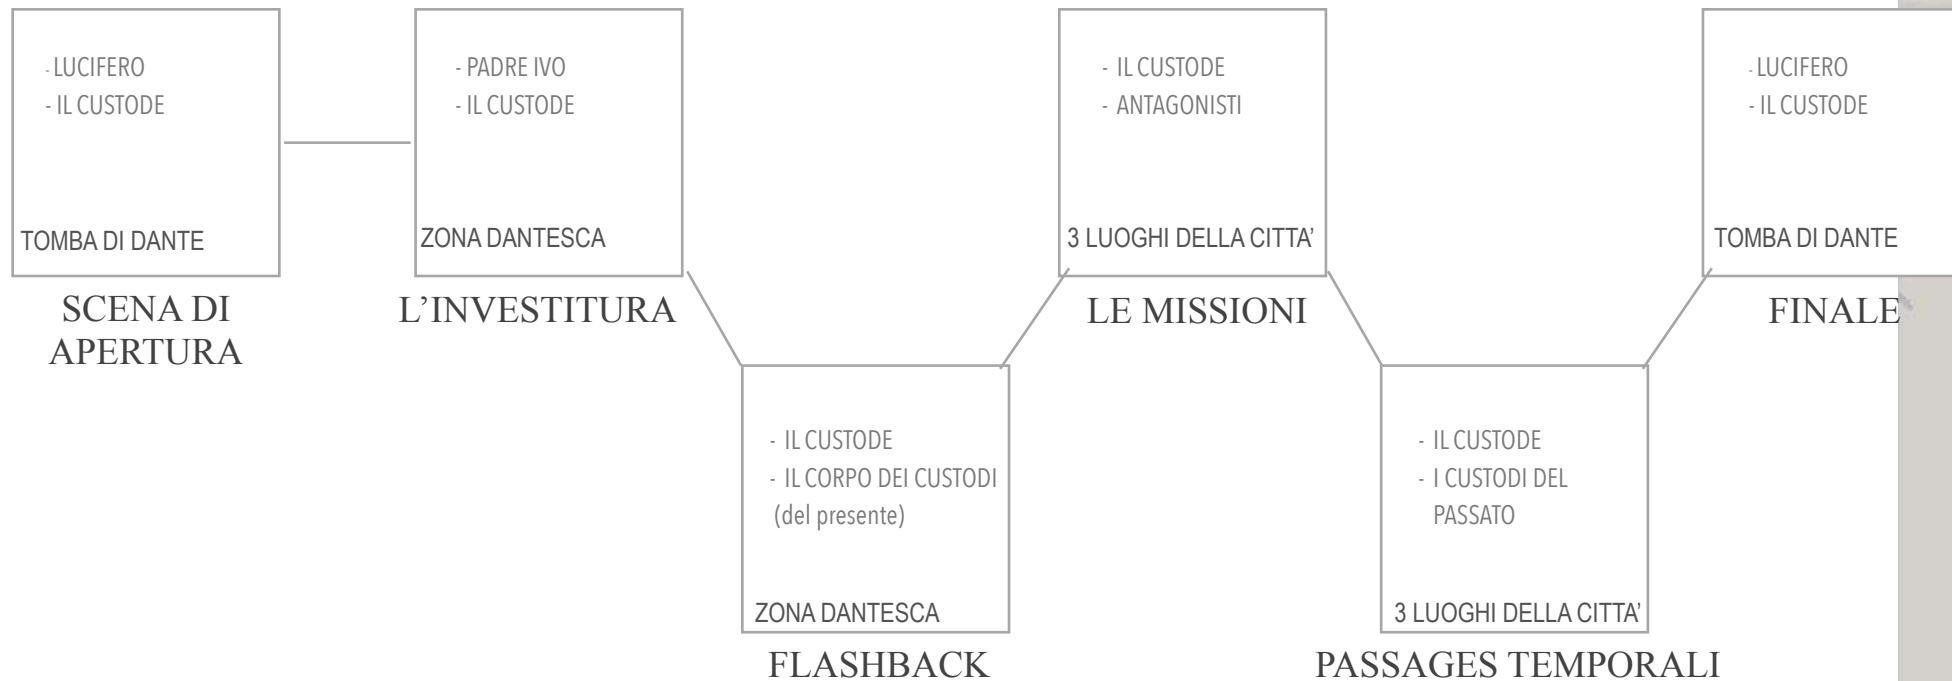 - LUCIFERO
- IL CUSTODE
TOMBA DI DANTE
SCENA DI
APERTURA
- PADRE IVO
- IL CUSTODE
ZONA DANTESCA
L’INVESTITURA
- IL CUSTODE
- IL CORPO DEI CUSTODI
(del presente)
ZONA DANTESCA
FLASHBACK
- IL CUSTODE
- ANTAGONISTI
3 LUOGHI DELLA CITTA’
LE MISSIONI
- IL CUSTODE
- I CUSTODI DEL
PASSATO
3 LUOGHI DELLA CITTA’
PASSAGES TEMPORALI
- LUCIFERO
- IL CUSTODE
TOMBA DI DANTE
FINALE